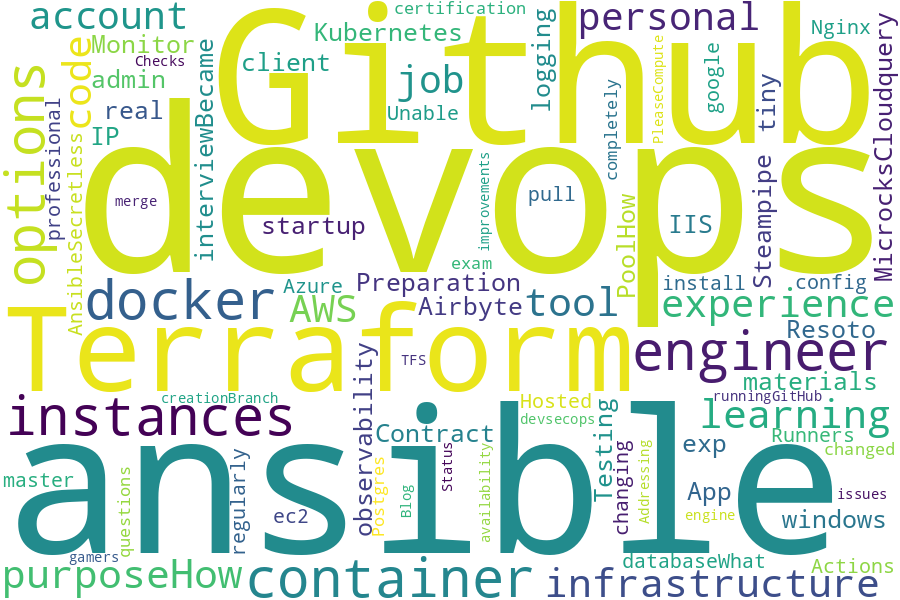 account
certification
Github
personal
Nginx
Kubernetes
Monitor
Checks
client
logging
admin
code
job
google
tiny
MicrocksCloudquery
real
Unable
PleaseCompute
completely
IP
options
professional
interviewBecame
devops
AnsibleSecretless
merge
improvements
pull
startup
IIS
Steampipe
PoolHow
exam
Azure
Preparation
install
config
docker
AWS
Airbyte
tool
experience
Resoto
Terraform
TFS
engineer
observability
materials
creationBranch
Hosted
runningGitHub
instances
devsecops
learning
Contract
Testing
Runners
ansible
Status
changing
Addressing
exp
changed
master
questions
regularly
Postgres
Blog
availability
App
issues
ec2
engine
windows
gamers
databaseWhat
Actions
purposeHow
container
infrastructure